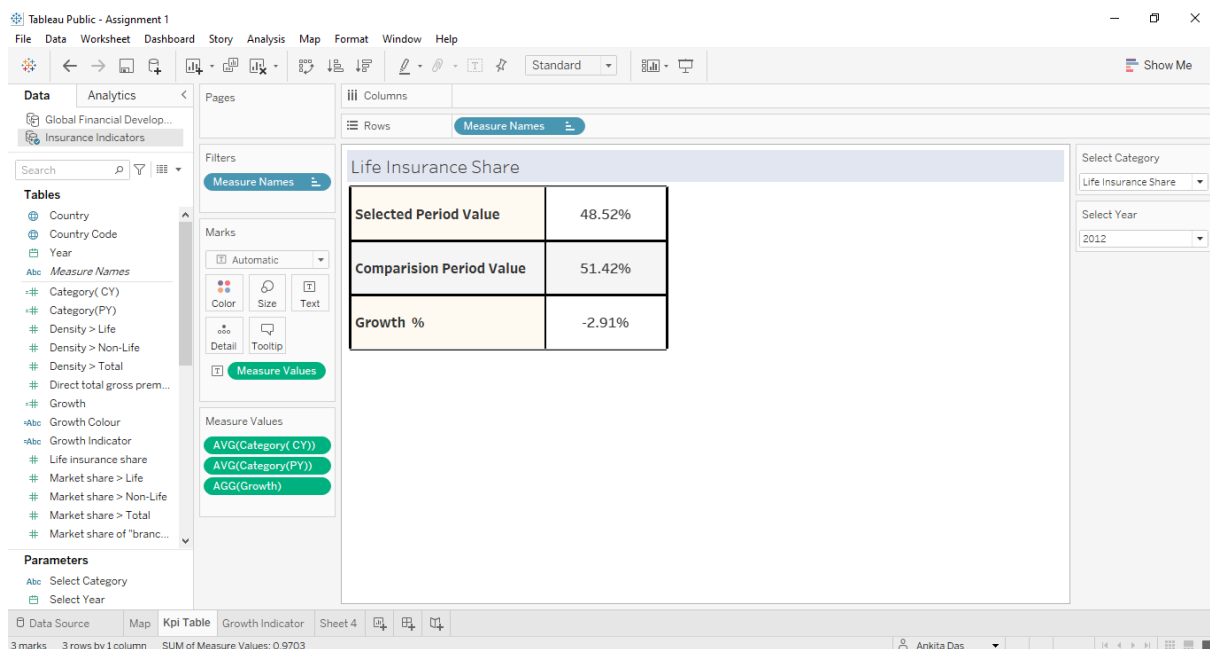 Tableau Public - Assignment 1
File Data Worksheet Dashboard Story Analysis Map Format Window Help
Standard
Show Me
Data Analytics
Global Financial Develop...
Insurance Indicators
Search
Tables
Country
Country Code
Year
Abc Measure Names
Category( CY)
Category(PY)
Density > Life
Density > Non-Life
Density > Total
Direct total gross prem...
Growth
Abc Growth Colour
Abc Growth Indicator
Life insurance share
Market share > Life
Market share > Non-Life
Market share > Total
Market share of "branc...
Parameters
Abc Select Category
Select Year
Pages
Filters
Measure Names
Marks
Automatic
Color Size Text
Detail Tooltip
Measure Values
Measure Values
AVG(Category( CY))
AVG(Category(PY))
AGG(Growth)
Columns
Rows Measure Names
Life Insurance Share
Selected Period Value 48.52%
Comparision Period Value 51.42%
Growth % -2.91%
Select Category
Life Insurance Share
Select Year
2012
Data Source Map Kpi Table Growth Indicator Sheet 4
3 marks 3 rows by 1 column SUM of Measure Values: 0.9703 Ankita Das